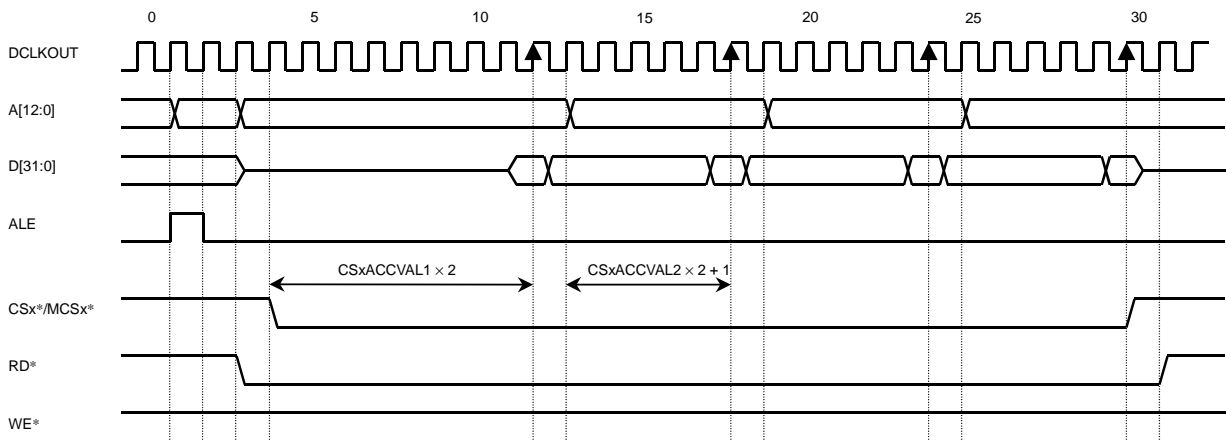 0 5 10 15 20 25 30
DCLKOUT
A[12:0]
D[31:0]
ALE
CSxACCVAL1 × 2 CSxACCVAL2 × 2 + 1
CSx*/MCSx*
RD*
WE*